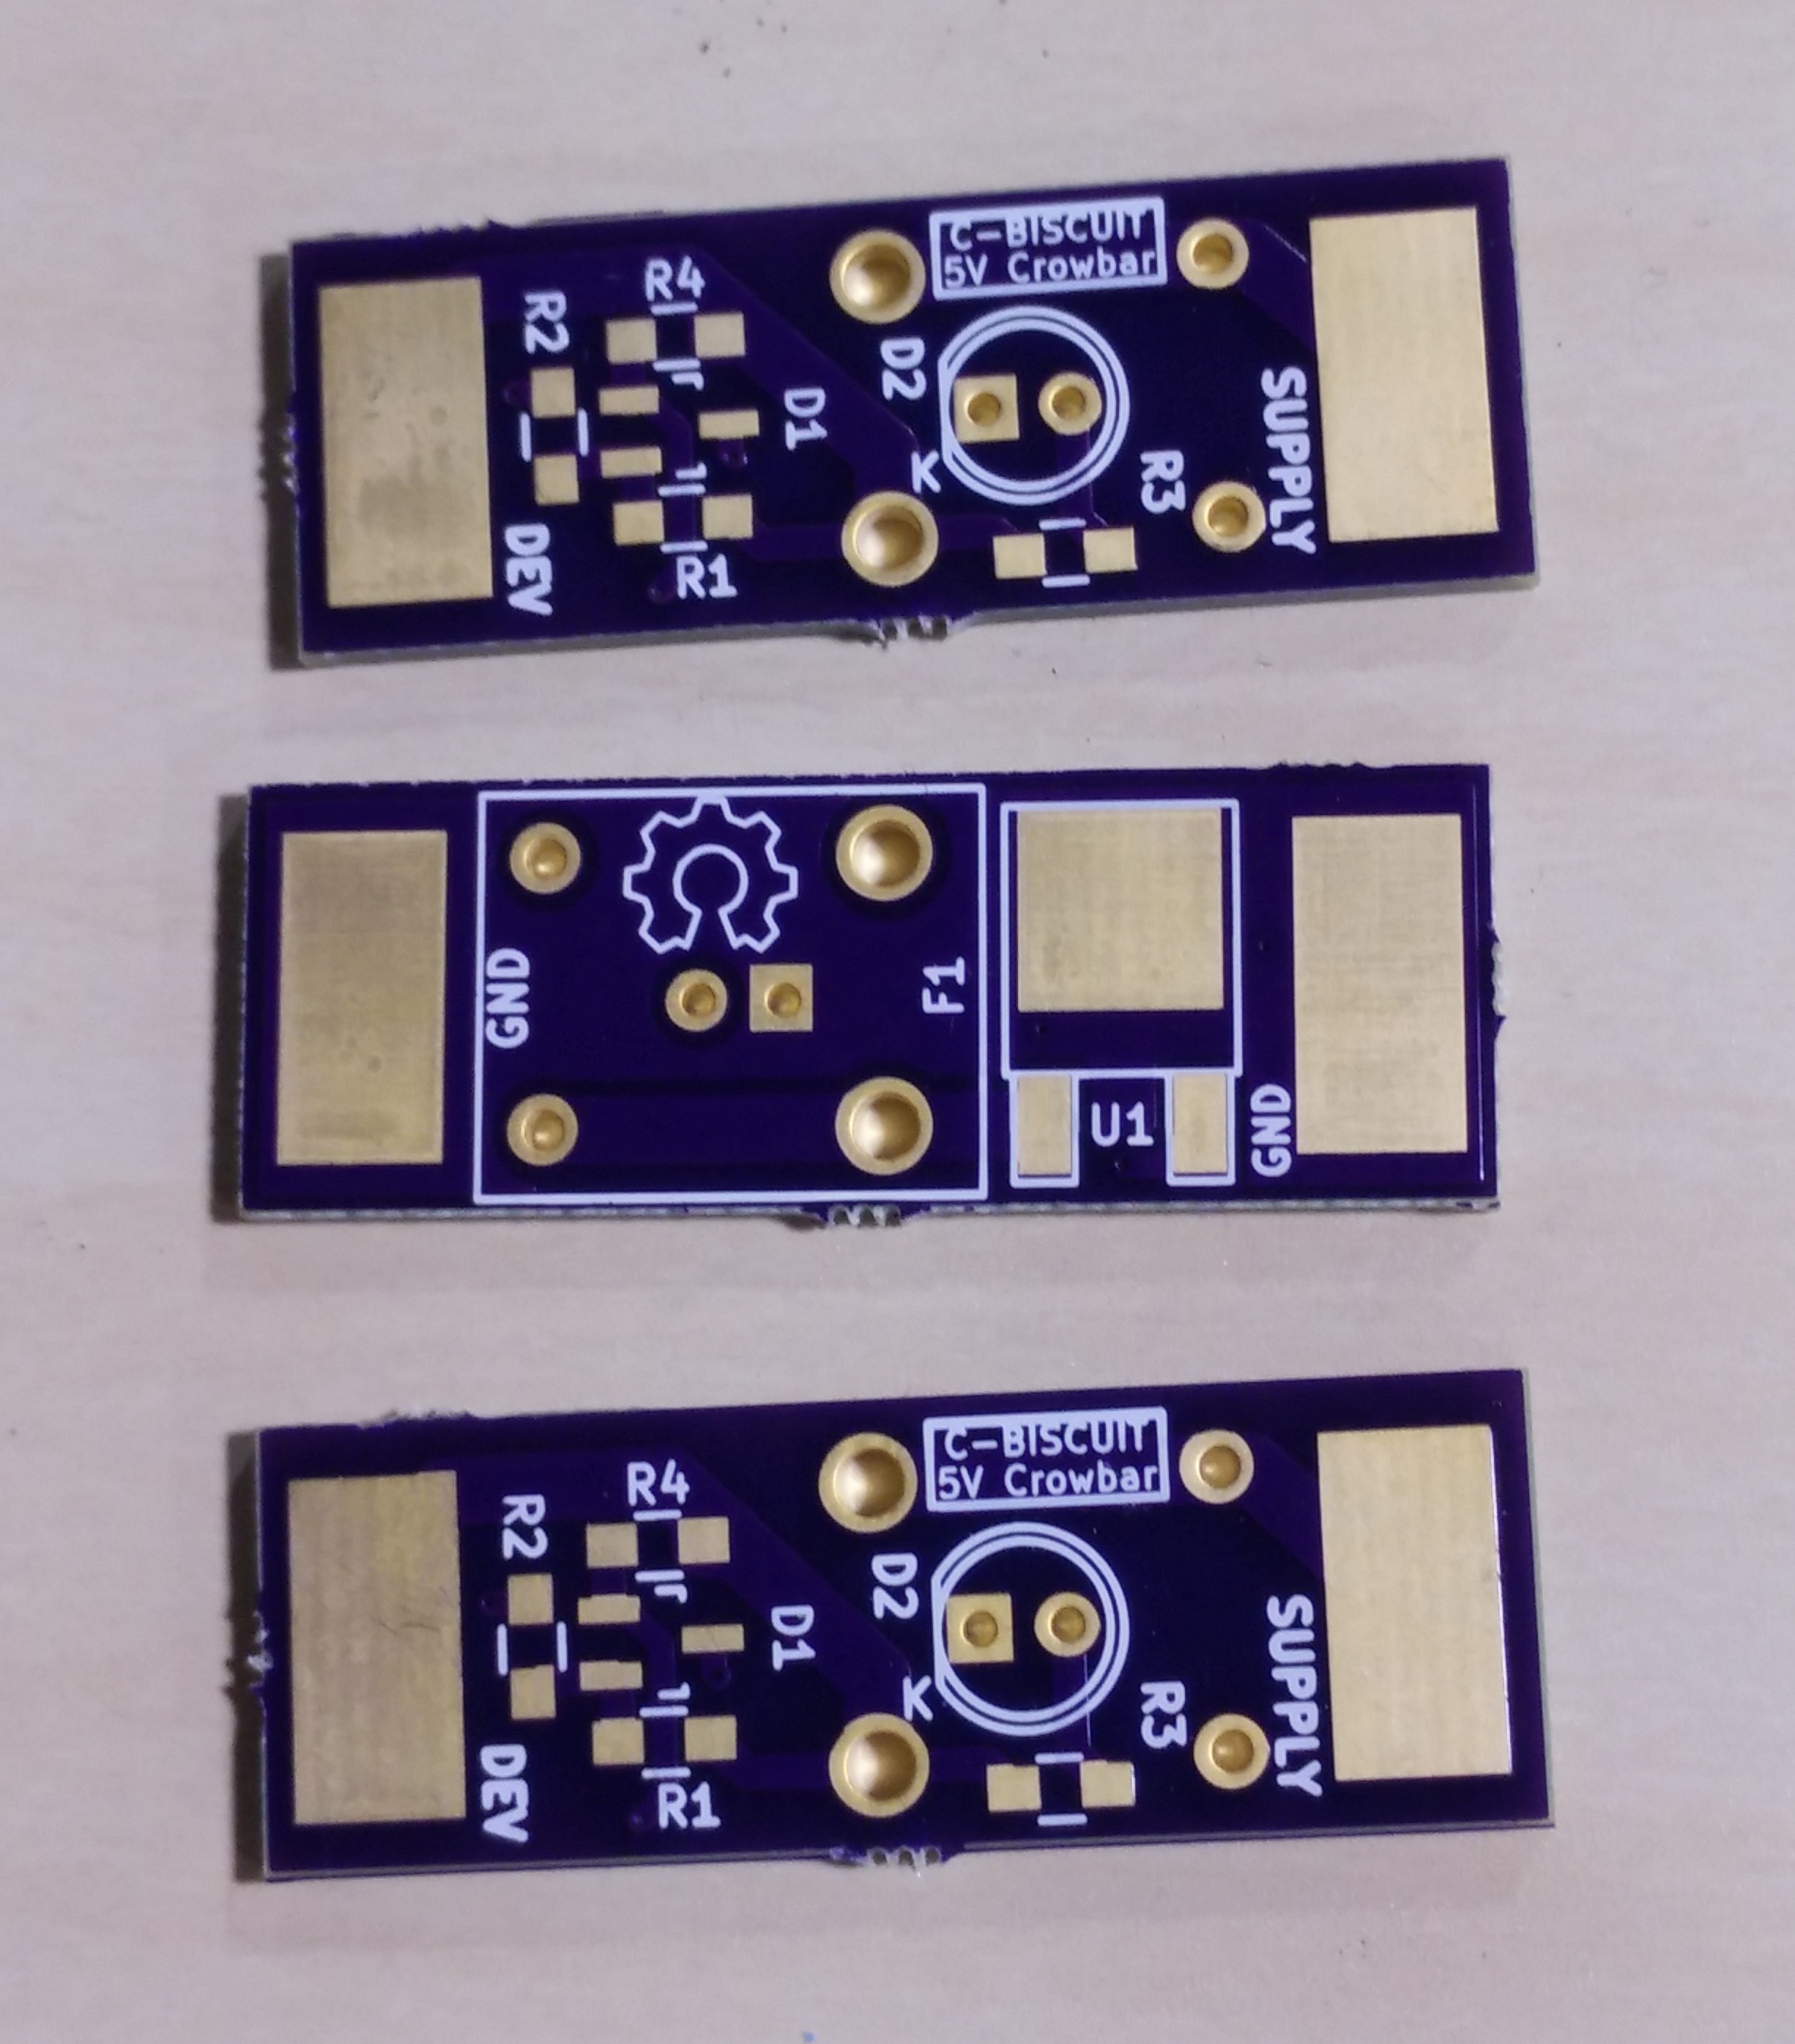 C-BISCUIT
5V Crowbar
R4
R2
D1
D2
K
R3
SUPPLY
DEV
R1
GND
F1
U1
GND
C-BISCUIT
5V Crowbar
R4
R2
D1
D2
K
R3
SUPPLY
DEV
R1